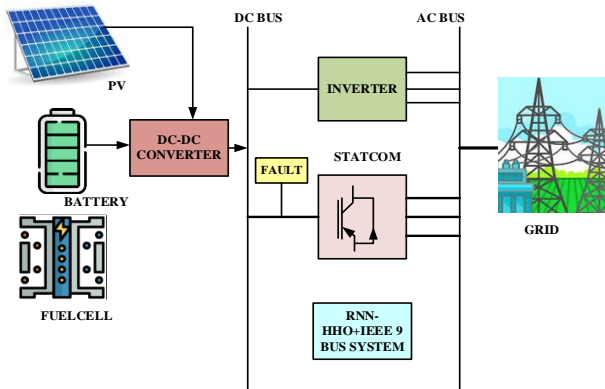 DC BUS
AC BUS
PV
INVERTER
DC-DC
CONVERTER
FAULT
STATCOM
BATTERY
GRID
RNN-
HHO+IEEE 9
BUS SYSTEM
FUELCELL